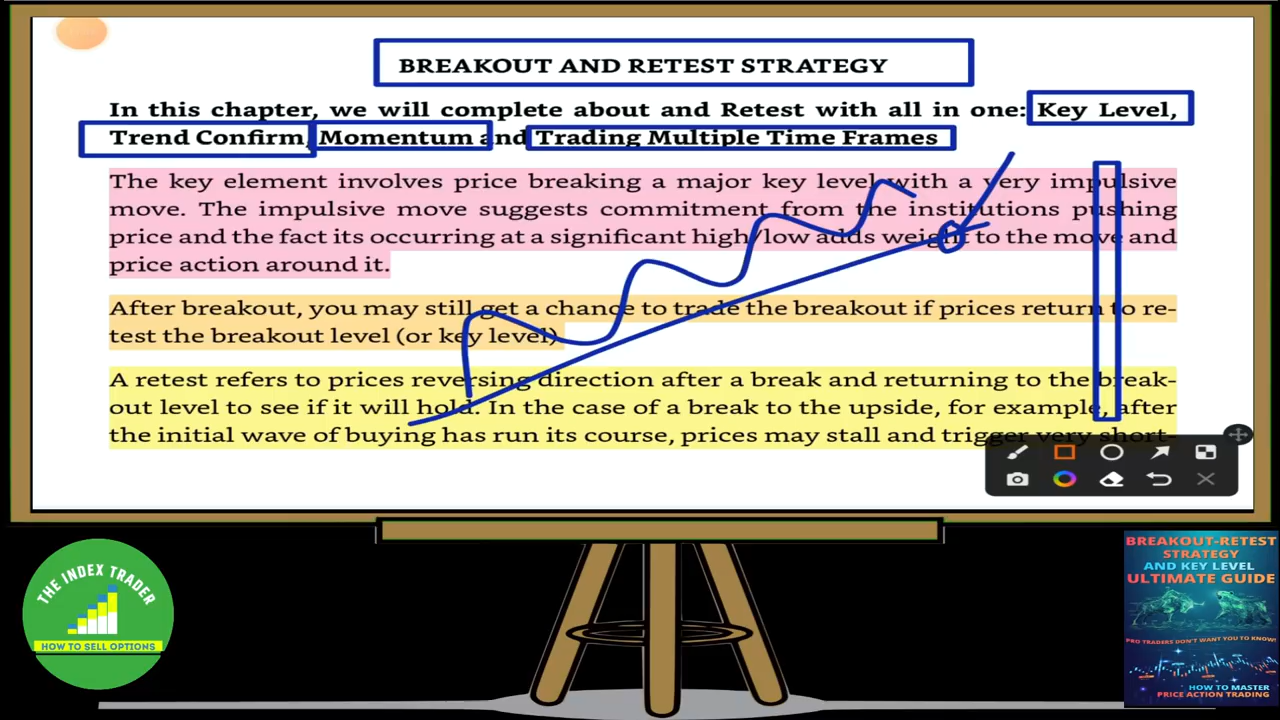 BREAKOUT AND RETEST STRATEGY
In this chapter, we will complete about and Retest with all in one: Key Level,
Trend Confirm, Momentum and Trading Multiple Time Frames
The key element involves price breaking a major key level with a very impulsive
move. The impulsive move suggests commitment from the institutions pushing
price and the fact its occurring at a significant high/low adds weight to the move and
price action around it.
After breakout, you may still get a chance to trade the breakout if prices return to re-
test the breakout level (or key level).
A retest refers to prices reversing direction after a break and returning to the break-
out level to see if it will hold. In the case of a break to the upside, for example, after
the initial wave of buying has run its course, prices may stall and trigger very short-
THE INDEX TRADER
HOW TO SELL OPTIONS
BREAKOUT-RETEST
STRATEGY
AND KEY LEVEL
ULTIMATE GUIDE
PRO TRADERS DON'T WANT YOU TO KNOW!
HOW TO MASTER
PRICE ACTION TRADING